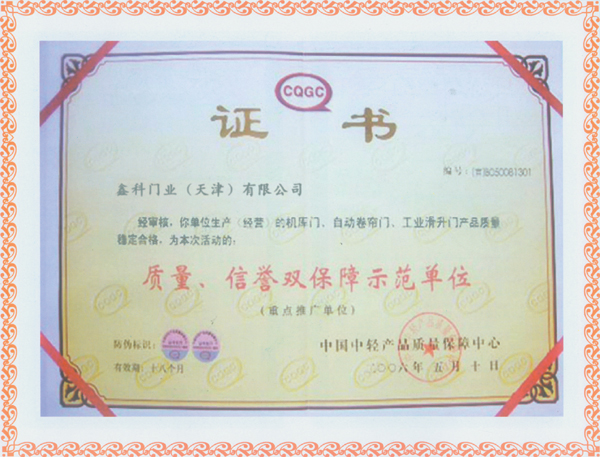 CQGC
证书
编号:(质)8050081301
鑫科门业（天津）有限公司
经审核，你单位生产（经营）的机库门、自动卷帘门、工业滑升门产品质量
稳定合格，为本次活动的：
质量、信誉双保障示范单位
（重点推广单位）
防伪标识：
中国中轻产品质量保障中心
有效期：十八个月
二〇〇六年五月十日